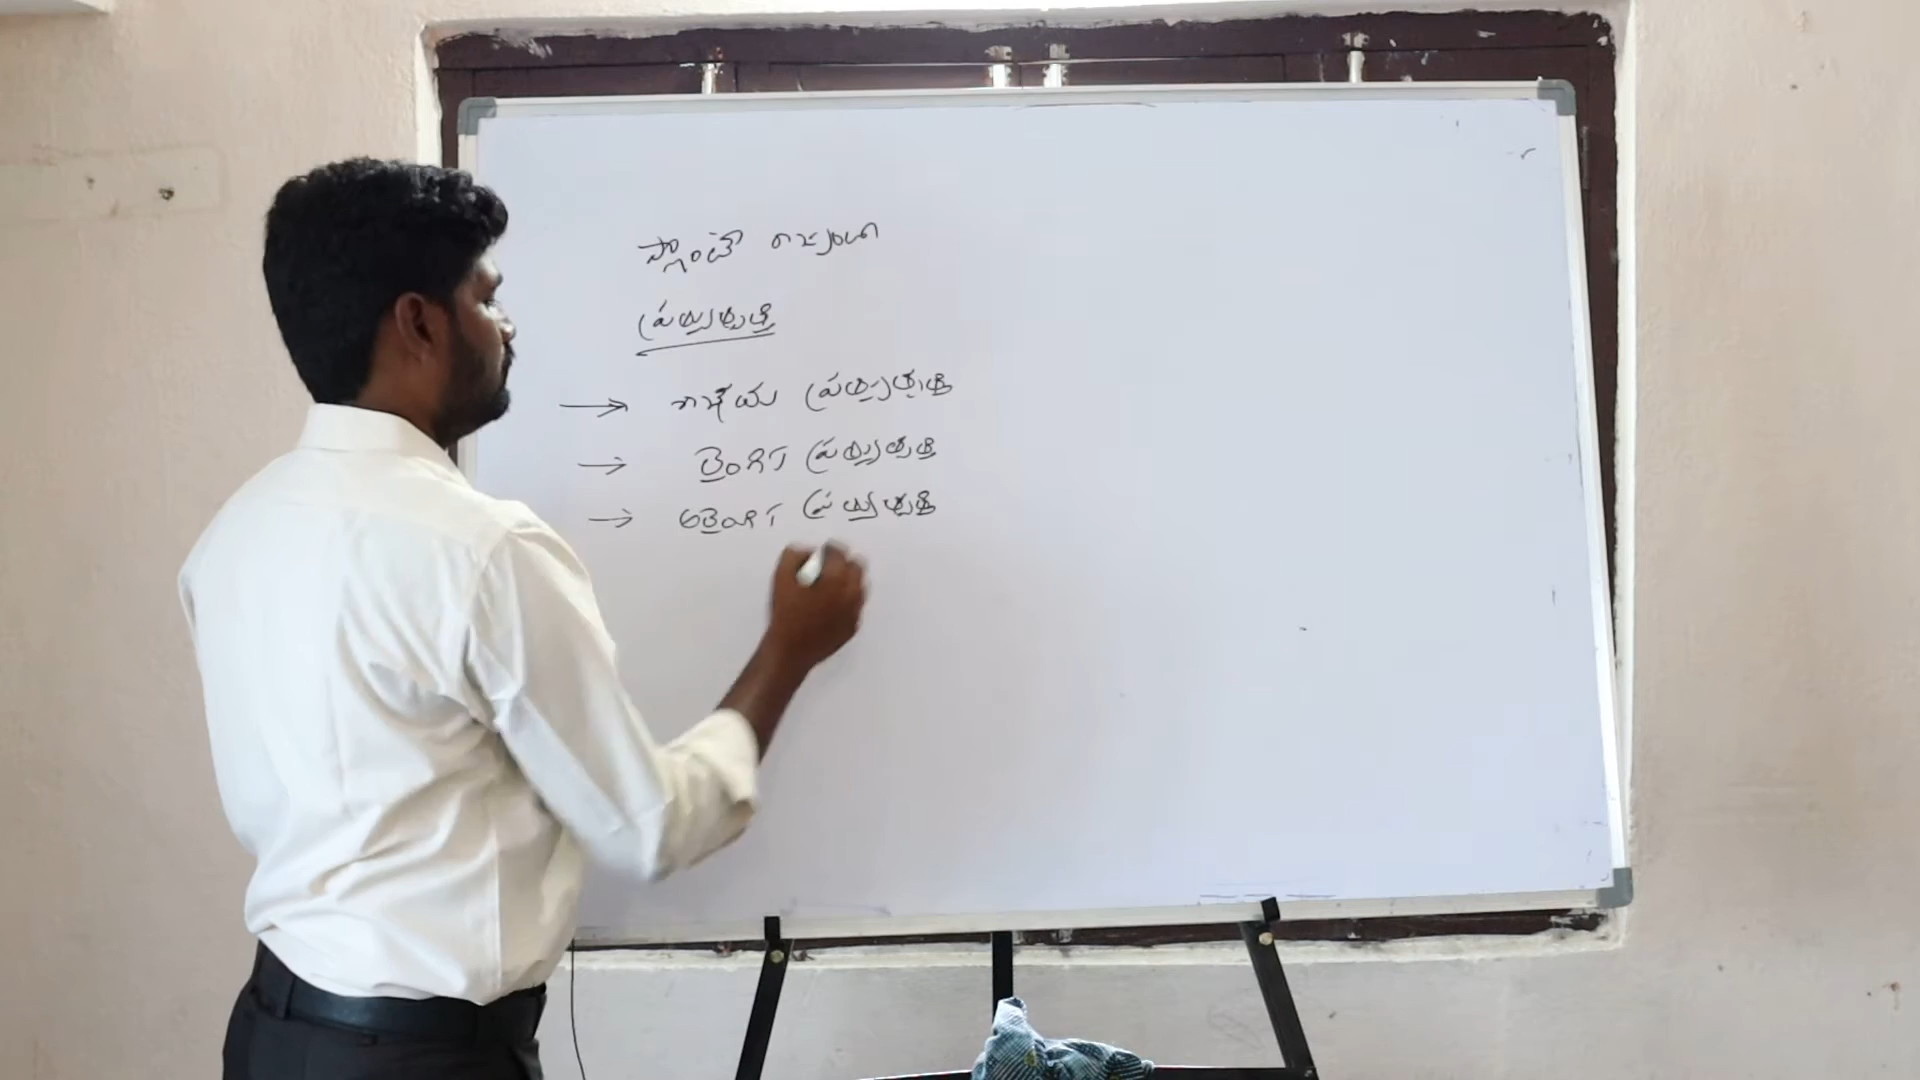 ప్లాంటే రాజ్యంలో
ప్రత్యుత్పత్తి
→ శాఖీయ ప్రత్యుత్పత్తి
→ లైంగిక ప్రత్యుత్పత్తి
→ అలైంగిక ప్రత్యుత్పత్తి